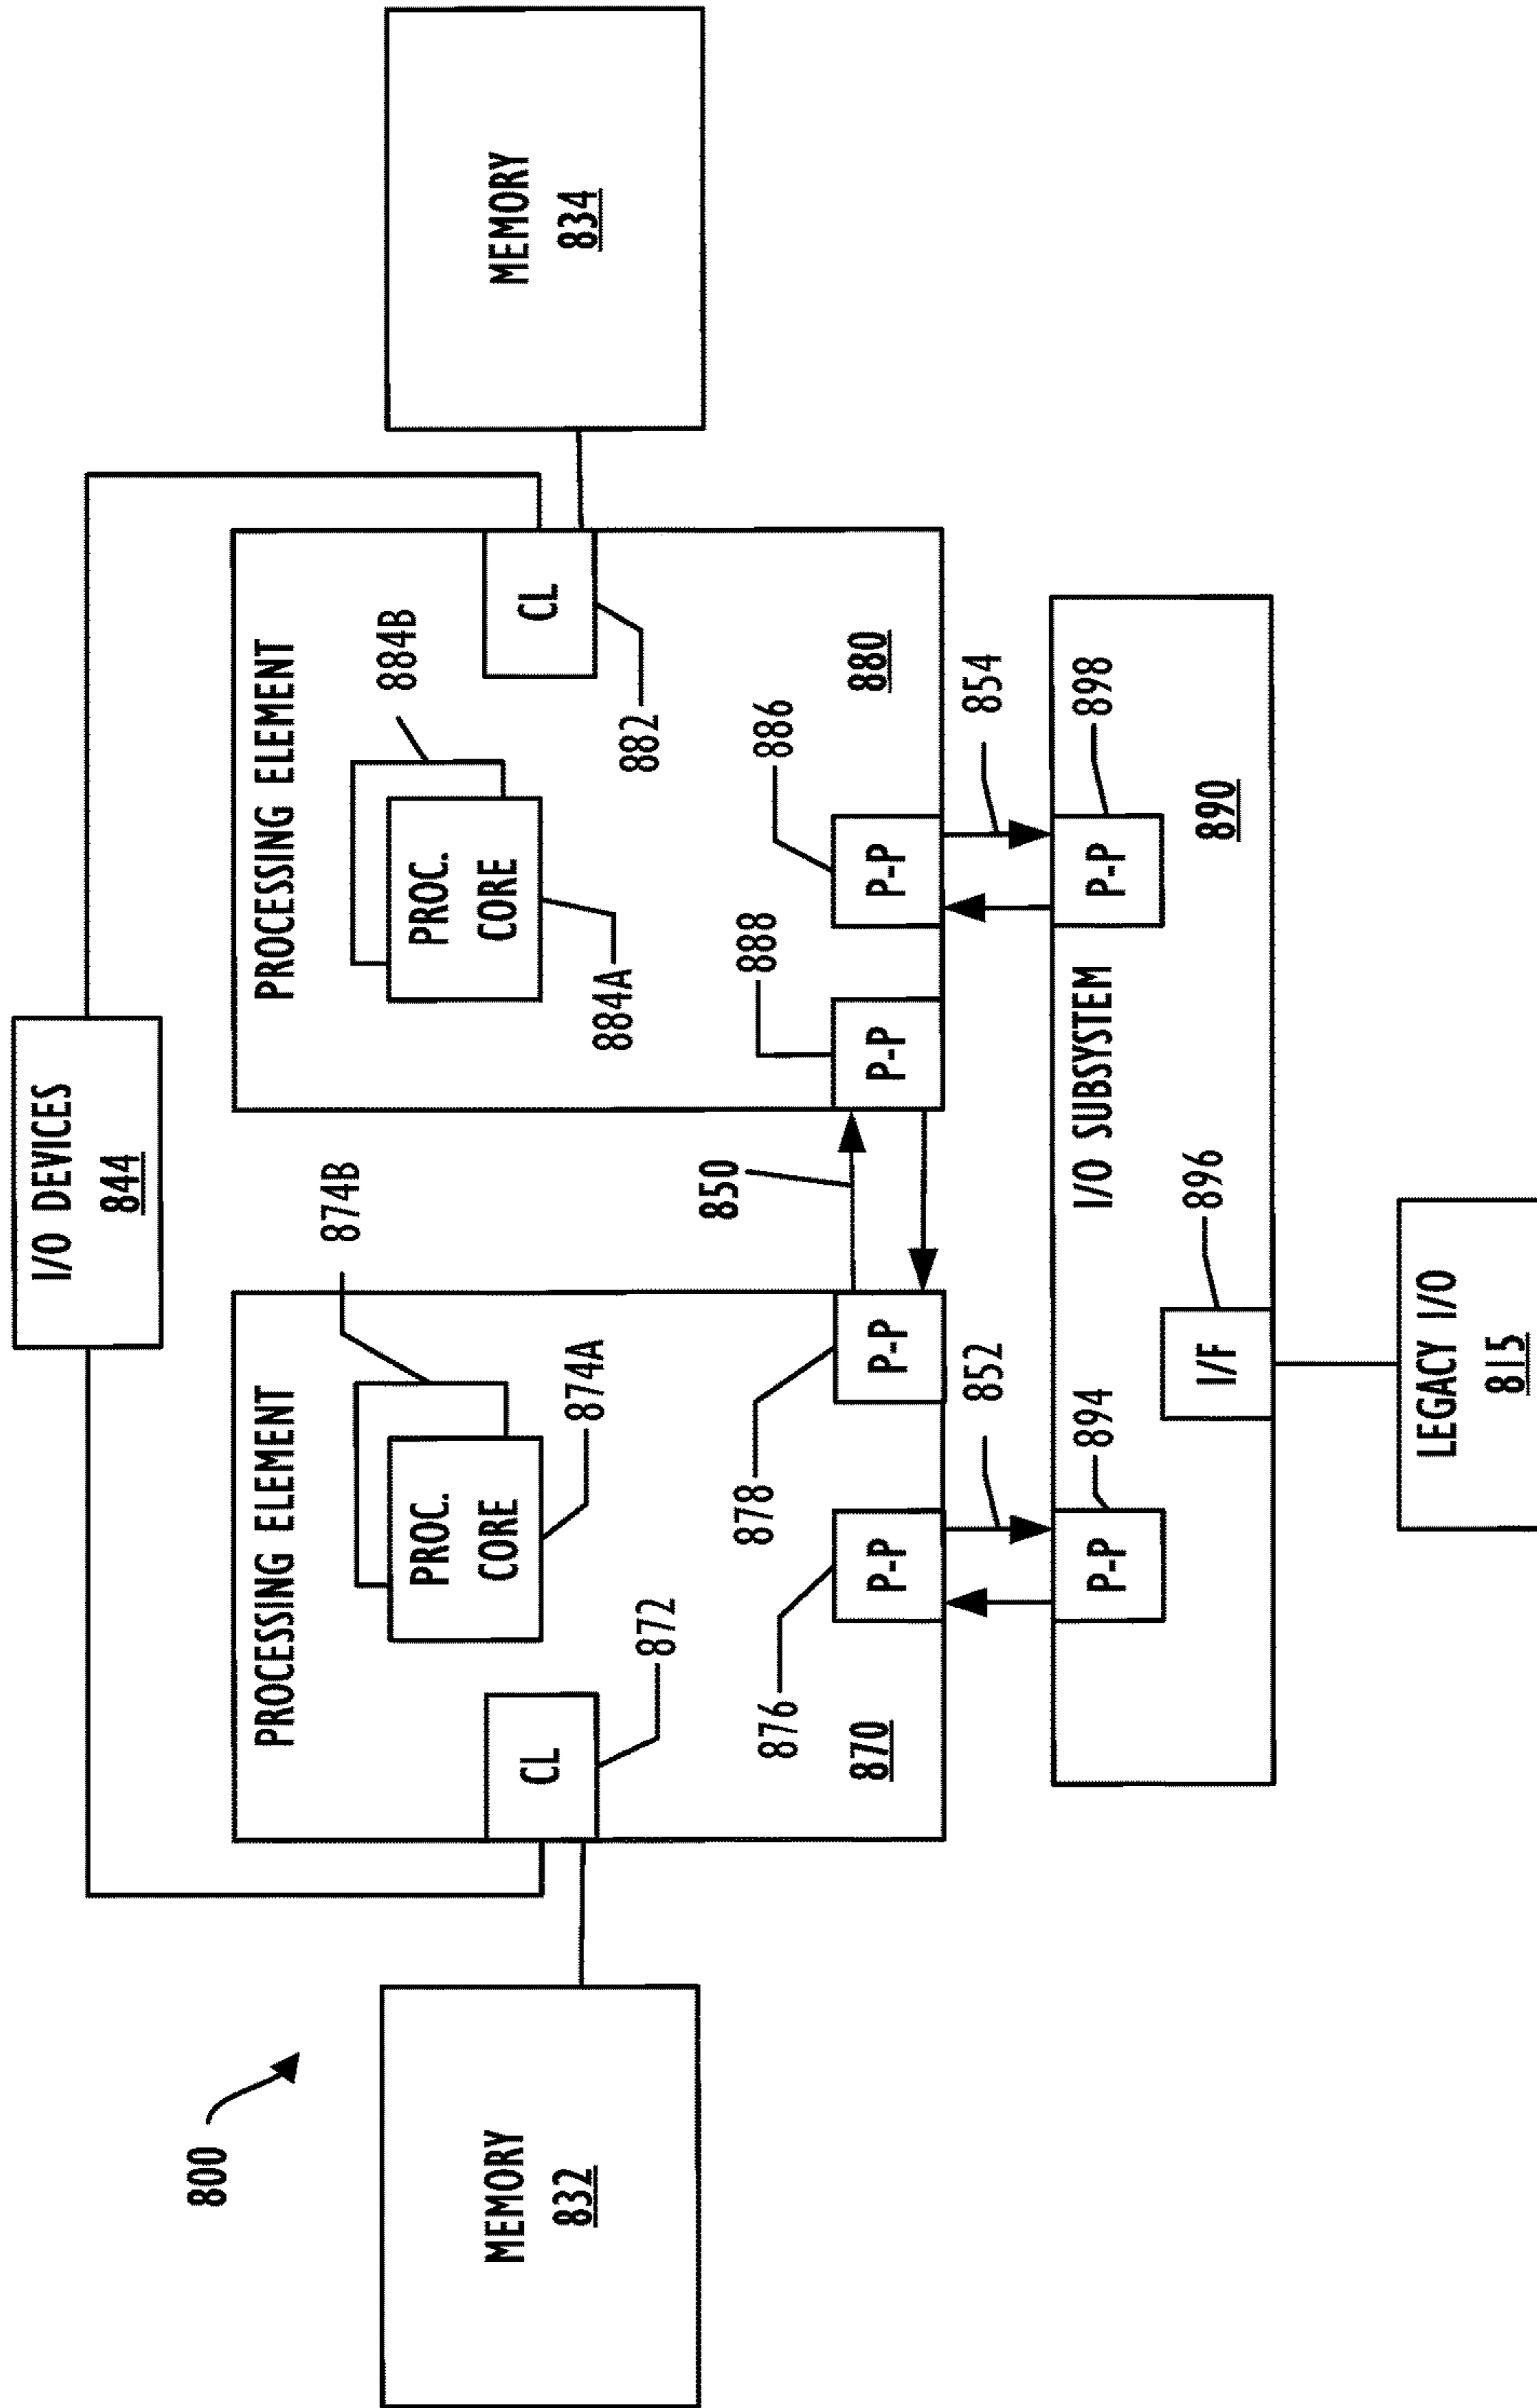 800
I/O DEVICES
844
MEMORY
832
PROCESSING ELEMENT
874B
PROC.
CORE
874A
CL
872
876
878
P-P
P-P
870
850
PROCESSING ELEMENT
884B
PROC.
CORE
884A
CL
882
888
886
P-P
P-P
880
MEMORY
834
852
854
894
P-P
I/O SUBSYSTEM
898
P-P
896
I/F
890
LEGACY I/O
815